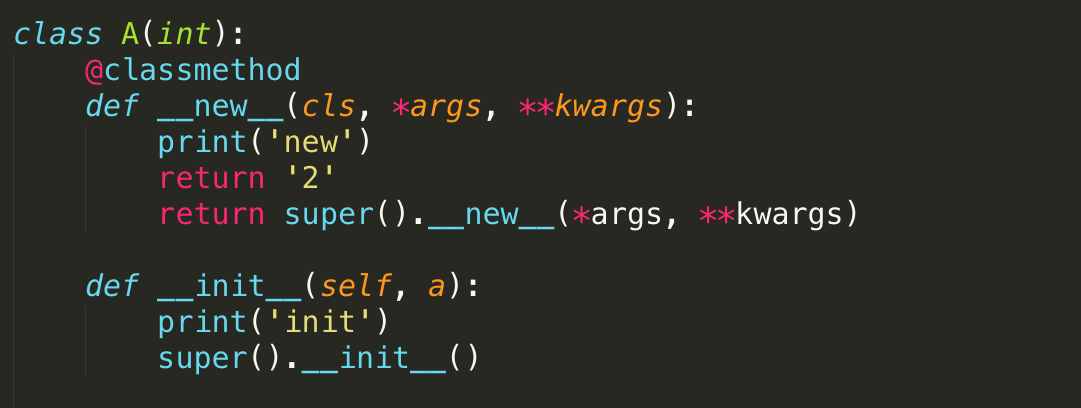 class A(int):
    @classmethod
    def __new__(cls, *args, **kwargs):
        print('new')
        return '2'
        return super().__new__(*args, **kwargs)

    def __init__(self, a):
        print('init')
        super().__init__()